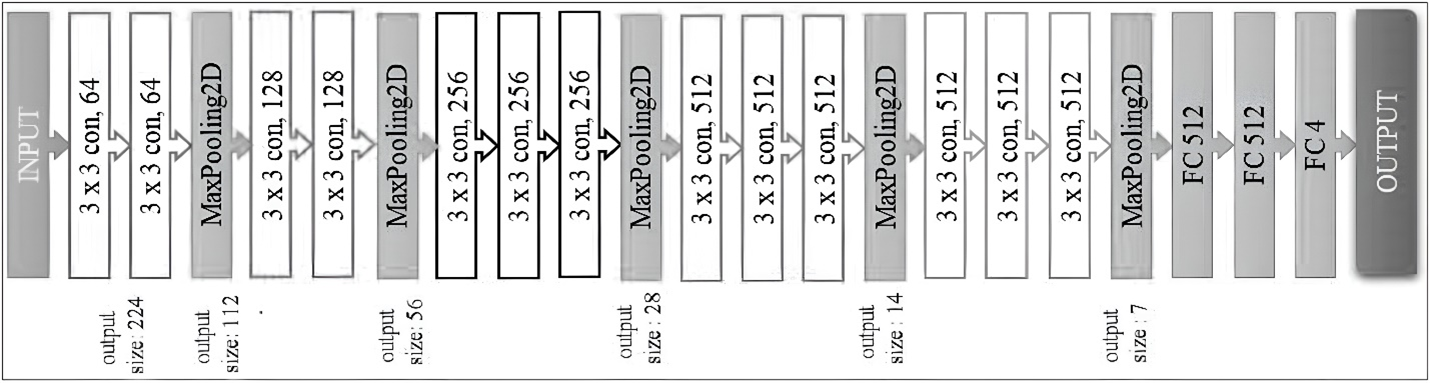 INPUT
3 x 3 con, 64
3 x 3 con, 64
MaxPooling2D
3 x 3 con, 128
3 x 3 con, 128
MaxPooling2D
3 x 3 con, 256
3 x 3 con, 256
3 x 3 con, 256
MaxPooling2D
3 x 3 con, 512
3 x 3 con, 512
3 x 3 con, 512
MaxPooling2D
3 x 3 con, 512
3 x 3 con, 512
3 x 3 con, 512
MaxPooling2D
FC 512
FC 512
FC 4
OUTPUT
output
size: 224
output
size: 112
output
size: 56
output
size : 28
output
size : 14
output
size : 7